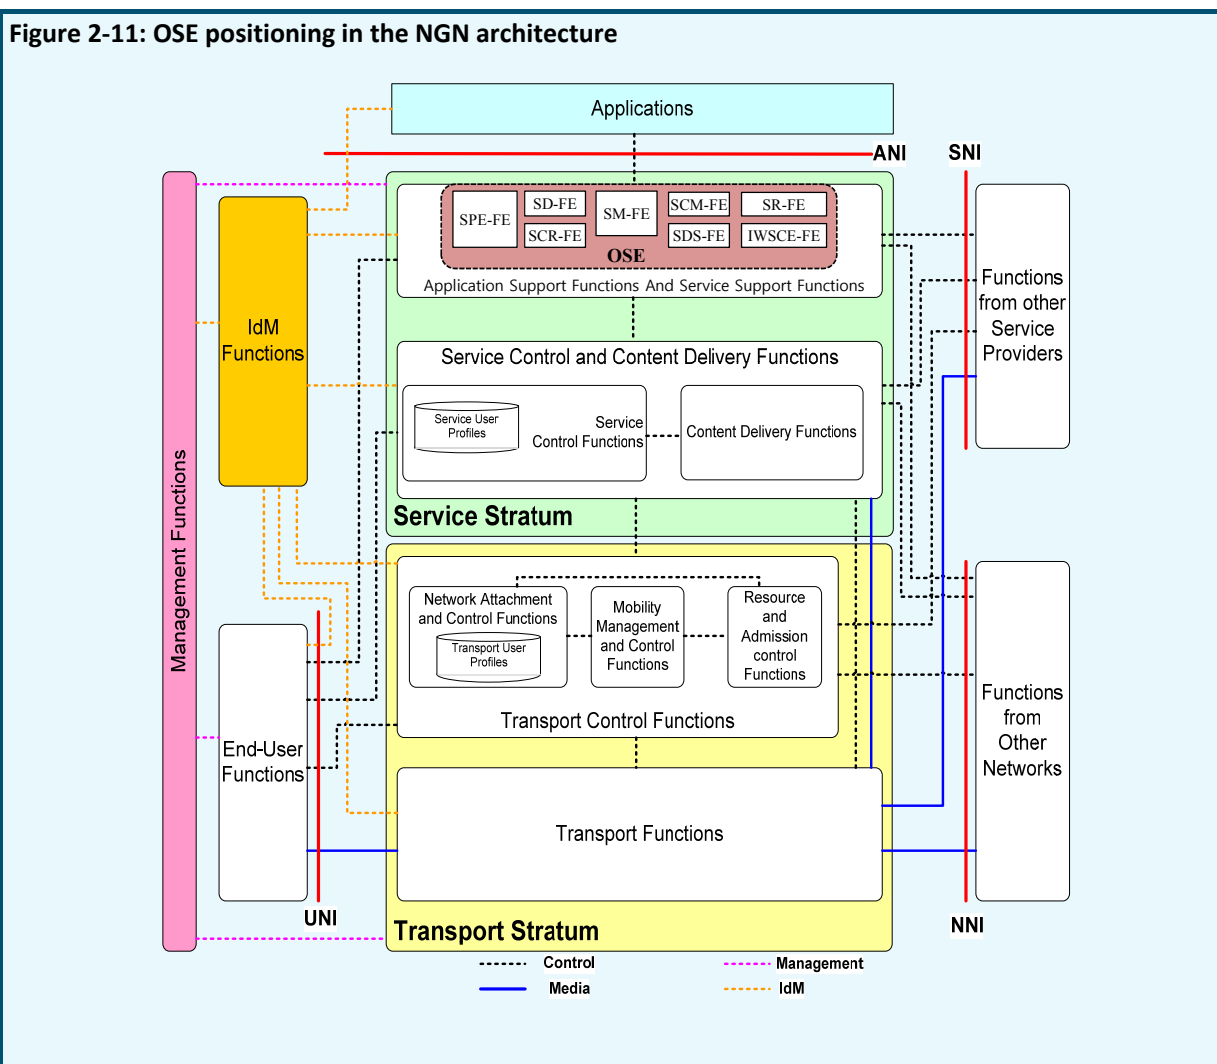 Figure 2-11: OSE positioning in the NGN architecture
Applications
ANI
SNI
SPE-FE
SD-FE
SCR-FE
SM-FE
SCM-FE
SDS-FE
SR-FE
IWSCE-FE
OSE
Application Support Functions And Service Support Functions
IdM
Functions
Functions
from other
Service
Providers
Service Control and Content Delivery Functions
Service User
Profiles
Service
Control Functions
Content Delivery Functions
Service Stratum
Management Functions
Network Attachment
and Control Functions
Transport User
Profiles
Mobility
Management
and Control
Functions
Resource
and
Admission
control
Functions
Transport Control Functions
End-User
Functions
Functions
from
Other
Networks
Transport Functions
UNI
NNI
Transport Stratum
Control
Management
Media
IdM